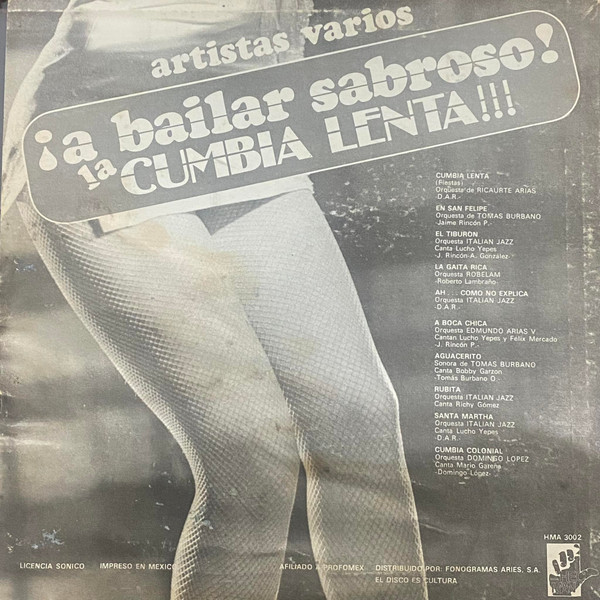 artistas varios
¡a bailar sabroso!
la CUMBIA LENTA!!!
CUMBIA LENTA
(Fiestas)
Orquesta de RICAURTE ARIAS
-D.A.R.-
EN SAN FELIPE
Orquesta de TOMAS BURBANO
-Jaime Rincón P.-
EL TIBURON
Orquesta ITALIAN JAZZ
Canta Lucho Yepes
-J. Rincón-A. González-
LA GAITA RICA
Orquesta ROBELAM
-Roberto Lambraño-
AH... COMO NO EXPLICA
Orquesta ITALIAN JAZZ
-D.A.R.-
A BOCA CHICA
Orquesta EDMUNDO ARIAS V
Cantan Lucho Yepes y Félix Mercado
-J. Rincón P.-
AGUACERITO
Sonora de TOMAS BURBANO
Canta Bobby Garzon
-Tomás Burbano O.-
RUBITA
Orquesta ITALIAN JAZZ
Canta Richy Gómez
SANTA MARTHA
Orquesta ITALIAN JAZZ
Canta Lucho Yepes
-D.A.R.-
CUMBIA COLONIAL
Orquesta DOMINGO LOPEZ
Canta Mario Gareña
-Domingo López-
HMA 3002
LICENCIA SONICO IMPRESO EN MEXICO AFILIADO A PROFOMEX DISTRIBUIDO POR: FONOGRAMAS ARIES, S.A.
EL DISCO ES CULTURA